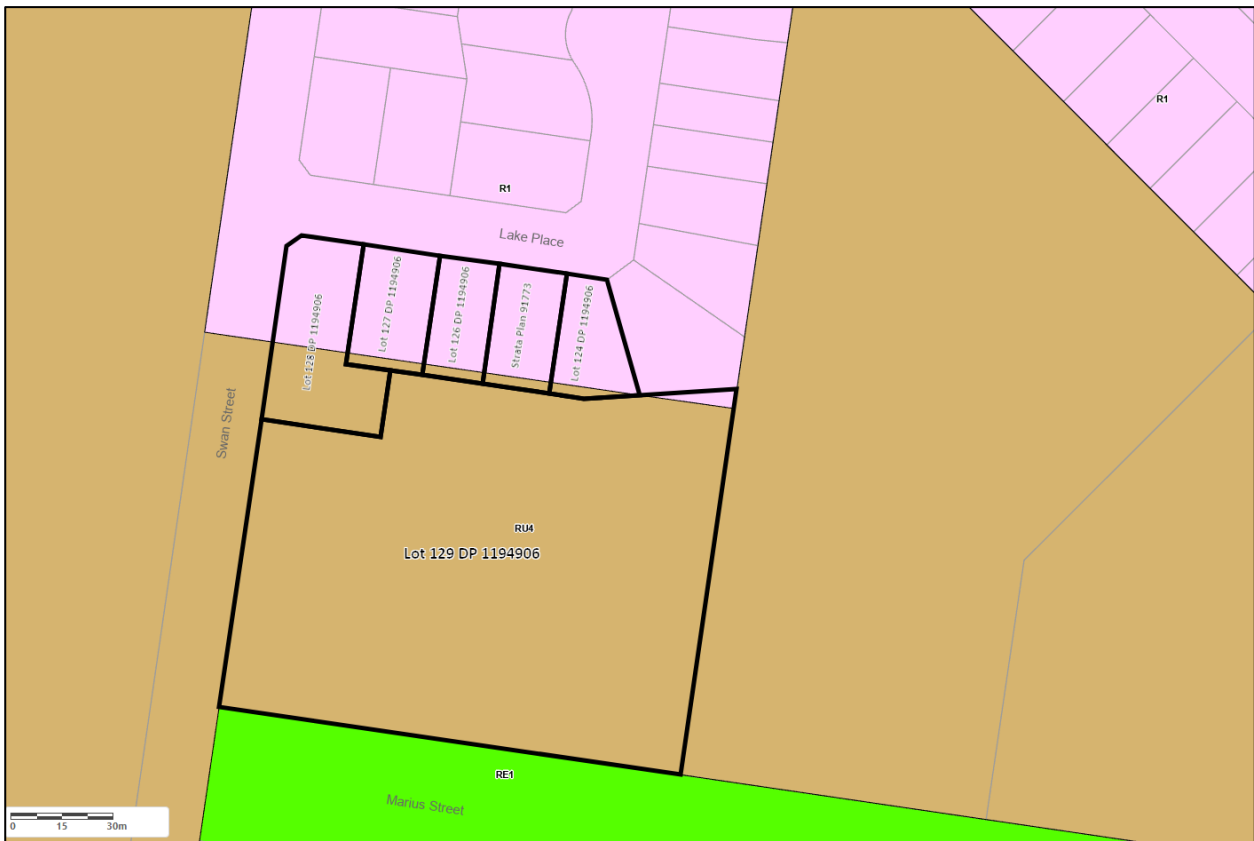 R1
R1
Lake Place
Lot 128 DP 1194906
Lot 127 DP 1194906
Lot 126 DP 1194906
Strata Plan 91773
Lot 124 DP 1194906
Swan Street
RU4
Lot 129 DP 1194906
RE1
Marius Street
0 15 30m